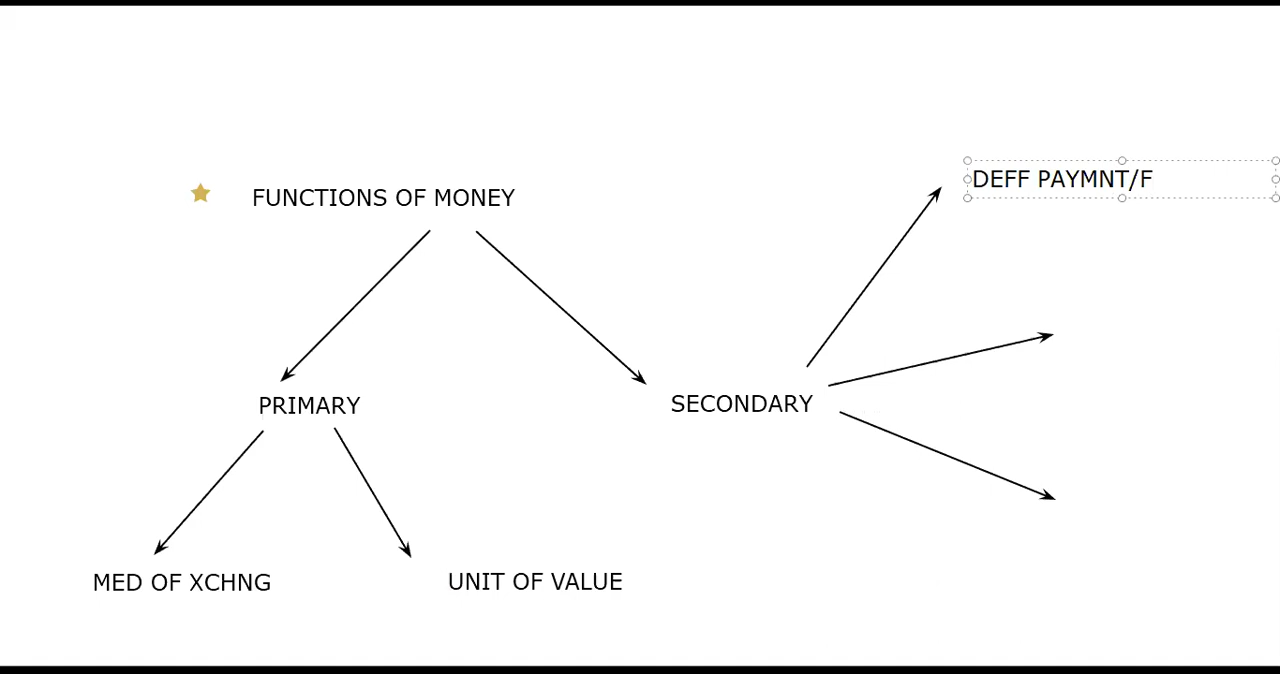 FUNCTIONS OF MONEY
DEFF PAYMNT/F
PRIMARY
SECONDARY
MED OF XCHNG
UNIT OF VALUE